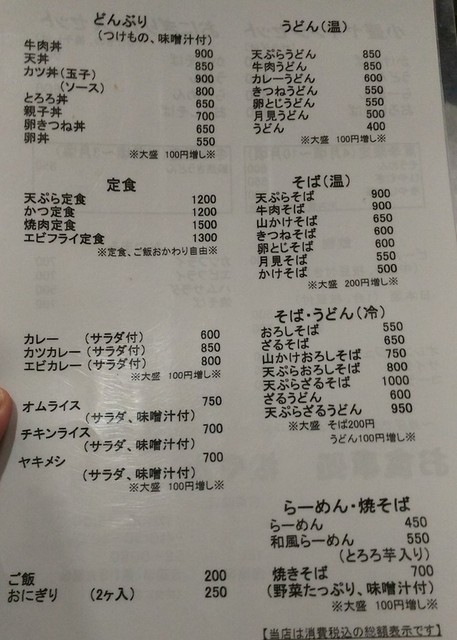 どんぶり
(つけもの、味噌汁付)
牛肉丼 900
天丼 850
カツ丼(玉子) 900
(ソース) 800
とろろ丼 650
親子丼 700
卵きつね丼 650
卵丼 550
※大盛 100円増し※
定食
天ぷら定食 1200
かつ定食 1200
焼肉定食 1500
エビフライ定食 1300
※定食、ご飯おかわり自由※
カレー (サラダ付) 600
カツカレー (サラダ付) 850
エビカレー (サラダ付) 800
※大盛 100円増し※
オムライス 750
(サラダ、味噌汁付)
チキンライス 700
(サラダ、味噌汁付)
ヤキメシ 700
(サラダ、味噌汁付)
※大盛 100円増し※
ご飯 200
おにぎり (2ヶ入) 250
うどん(温)
天ぷらうどん 850
牛肉うどん 850
カレーうどん 600
きつねうどん 550
卵とじうどん 550
月見うどん 500
うどん 400
※大盛 100円増し※
そば(温)
天ぷらそば 900
牛肉そば 900
山かけそば 650
きつねそば 600
卵とじそば 600
月見そば 550
かけそば 500
※大盛 200円増し※
そば・うどん(冷)
おろしそば 550
ざるそば 650
山かけおろしそば 750
天ぷらおろしそば 800
天ぷらざるそば 1000
ざるうどん 600
天ぷらざるうどん 950
※大盛 そば200円
うどん100円増し※
らーめん・焼そば
らーめん 450
和風らーめん 550
(とろろ芋入り)
焼きそば 700
(野菜たっぷり、味噌汁付)
※大盛 100円増し※
【当店は消費税込の総額表示です】